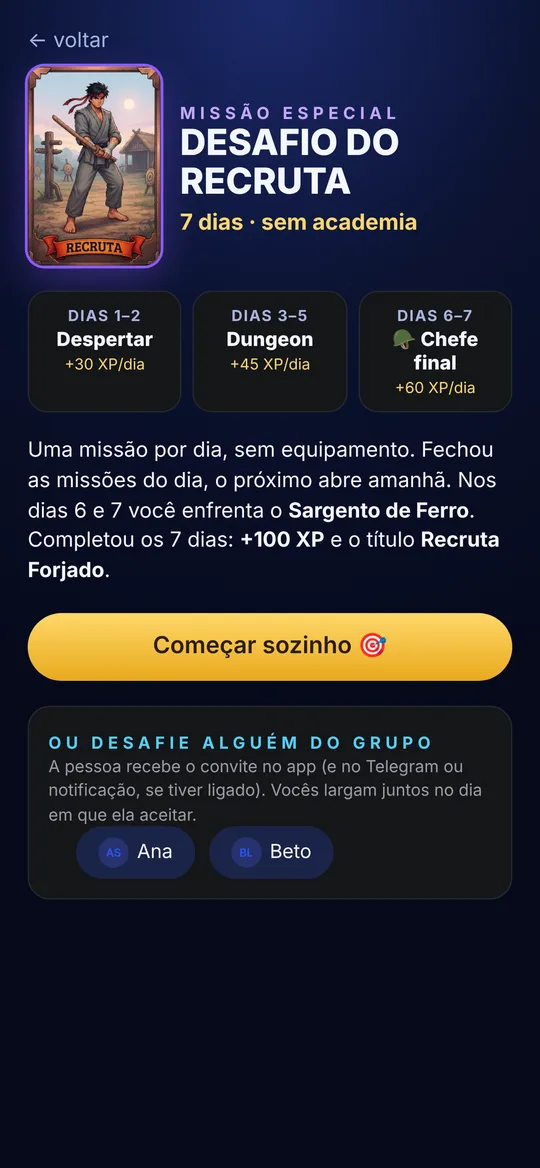 ← voltar
RECRUTA
MISSÃO ESPECIAL
DESAFIO DO
RECRUTA
7 dias · sem academia
DIAS 1–2
Despertar
+30 XP/dia
DIAS 3–5
Dungeon
+45 XP/dia
DIAS 6–7
🪖 Chefe
final
+60 XP/dia
Uma missão por dia, sem equipamento. Fechou
as missões do dia, o próximo abre amanhã. Nos
dias 6 e 7 você enfrenta o Sargento de Ferro.
Completou os 7 dias: +100 XP e o título Recruta
Forjado.
Começar sozinho 🎯
OU DESAFIE ALGUÉM DO GRUPO
A pessoa recebe o convite no app (e no Telegram ou
notificação, se tiver ligado). Vocês largam juntos no dia
em que ela aceitar.
AS Ana
BL Beto